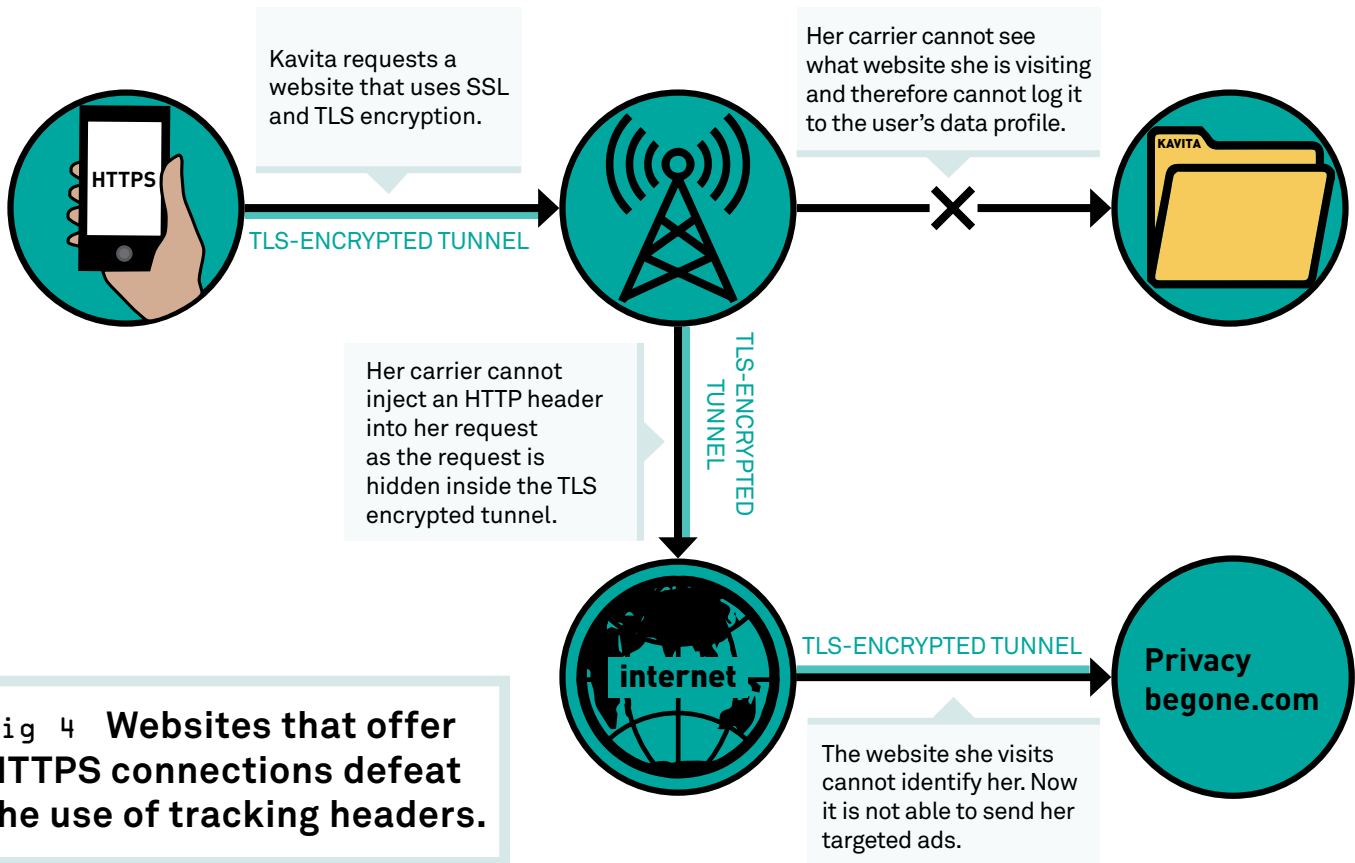 Kavita requests a
website that uses SSL
and TLS encryption.
Her carrier cannot see
what website she is visiting
and therefore cannot log it
to the user's data profile.
HTTPS
KAVITA
TLS-ENCRYPTED TUNNEL
Her carrier cannot
inject an HTTP header
into her request
as the request is
hidden inside the TLS
encrypted tunnel.
TLS-ENCRYPTED
TUNNEL
internet
TLS-ENCRYPTED TUNNEL
Privacy
begone.com
ig 4 Websites that offer
HTTPS connections defeat
he use of tracking headers.
The website she visits
cannot identify her. Now
it is not able to send her
targeted ads.